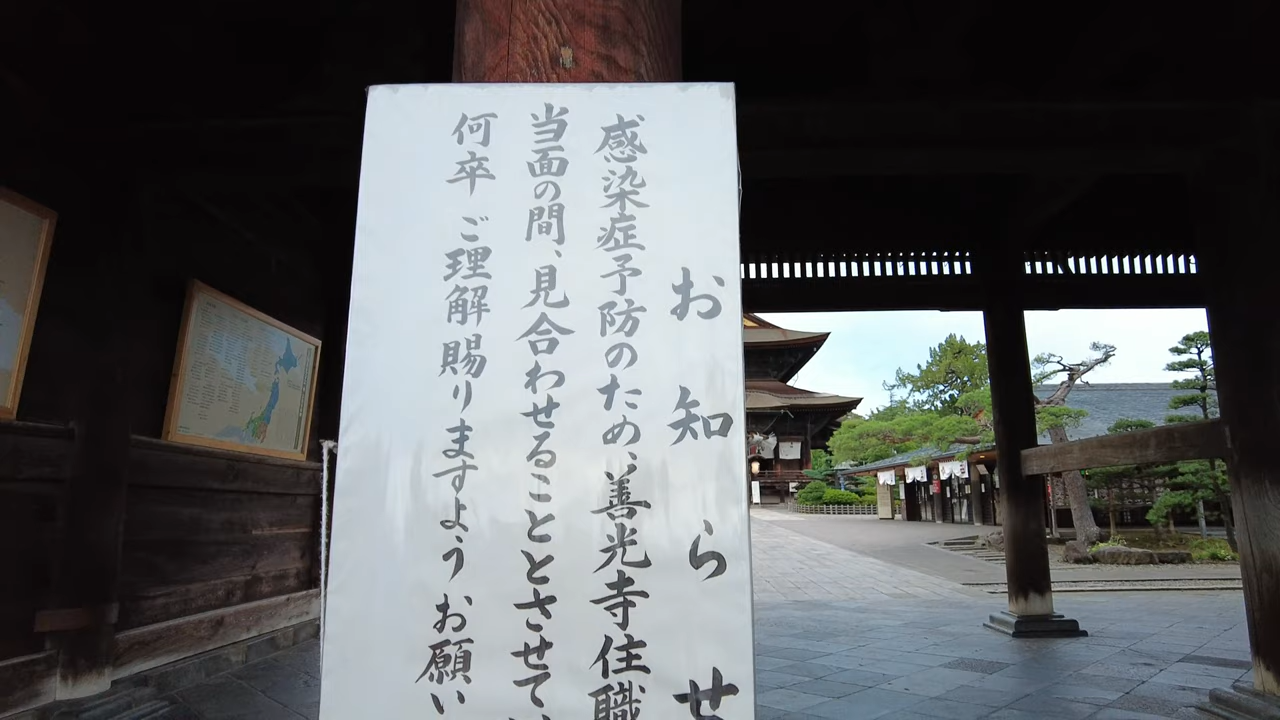 お知らせ
感染症予防のため、善光寺住職
当面の間、見合わせることとさせてい
何卒 ご理解賜りますよう お願い